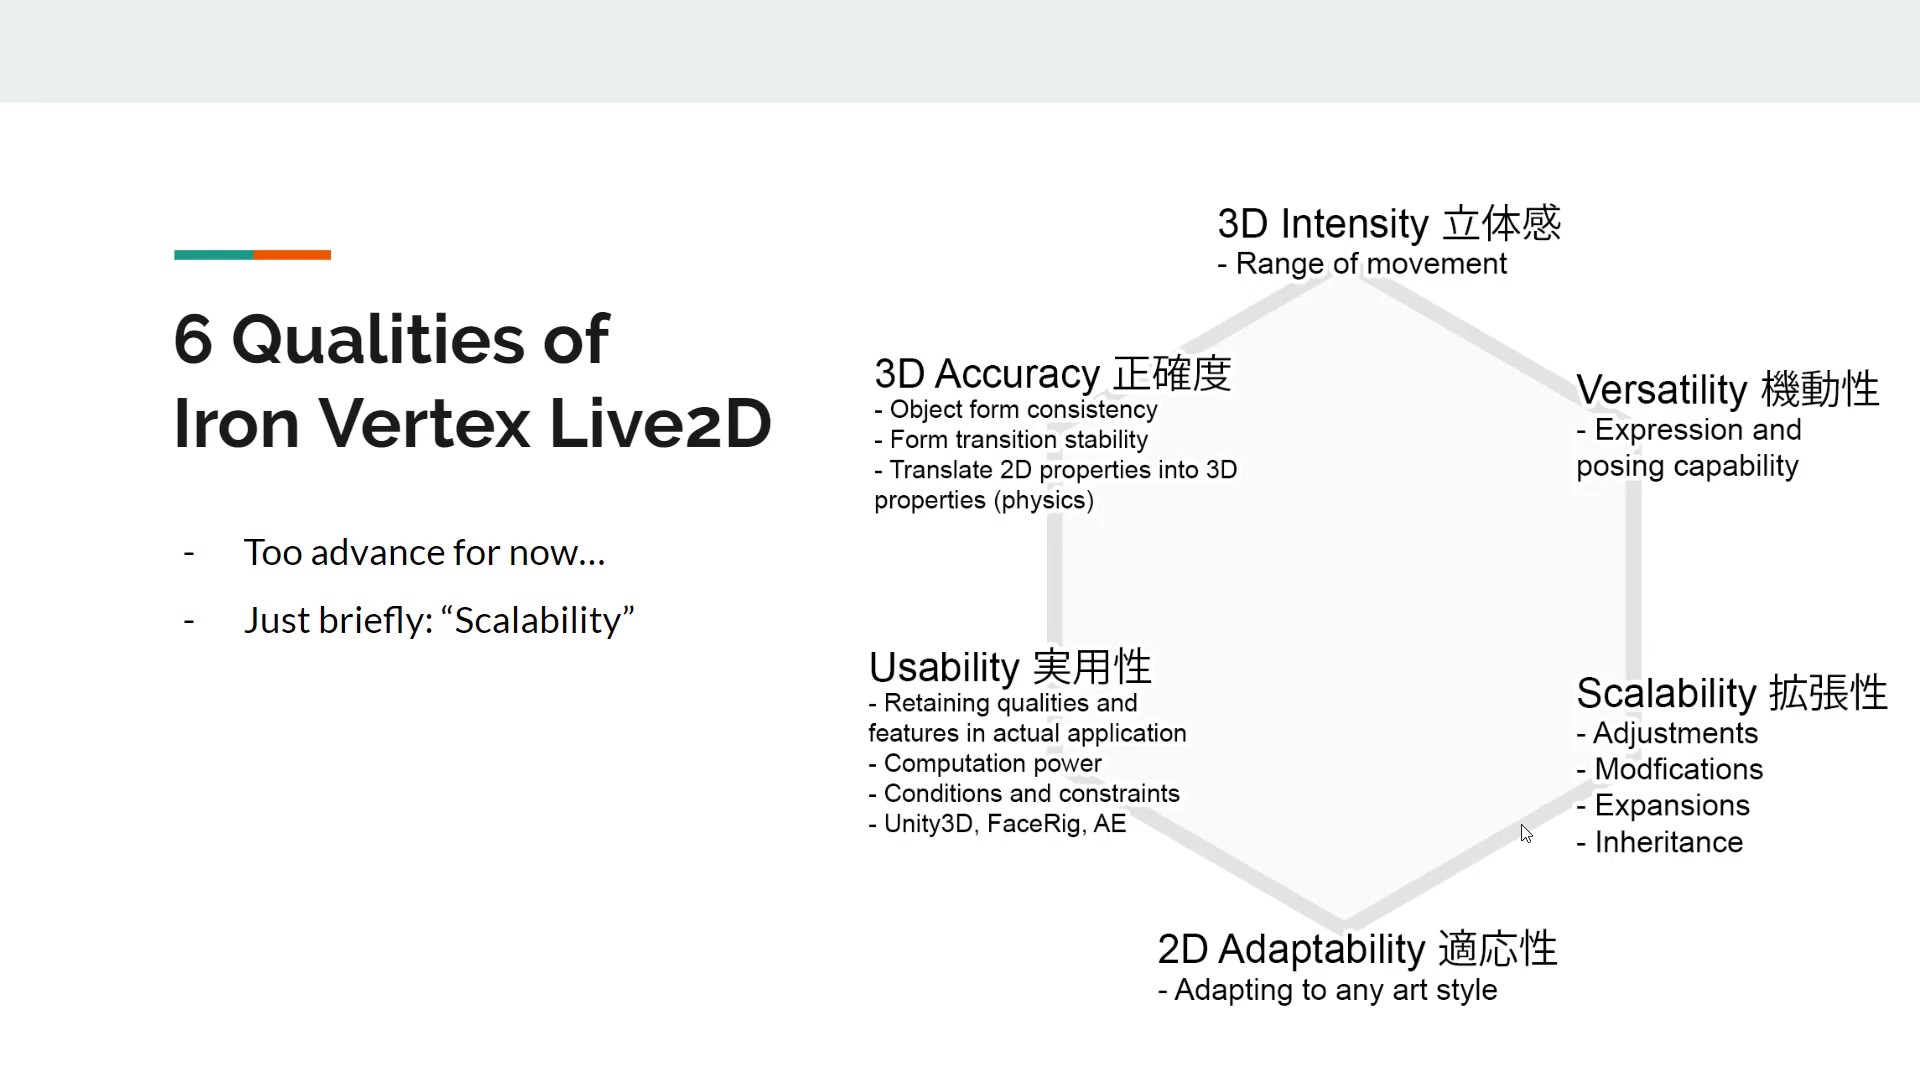 6 Qualities of
Iron Vertex Live2D
- Too advance for now...
- Just briefly: “Scalability”
3D Intensity 立体感
- Range of movement
3D Accuracy 正確度
- Object form consistency
- Form transition stability
- Translate 2D properties into 3D
properties (physics)
Versatility 機動性
- Expression and
posing capability
Usability 実用性
- Retaining qualities and
features in actual application
- Computation power
- Conditions and constraints
- Unity3D, FaceRig, AE
Scalability 拡張性
- Adjustments
- Modfications
- Expansions
- Inheritance
2D Adaptability 適応性
- Adapting to any art style